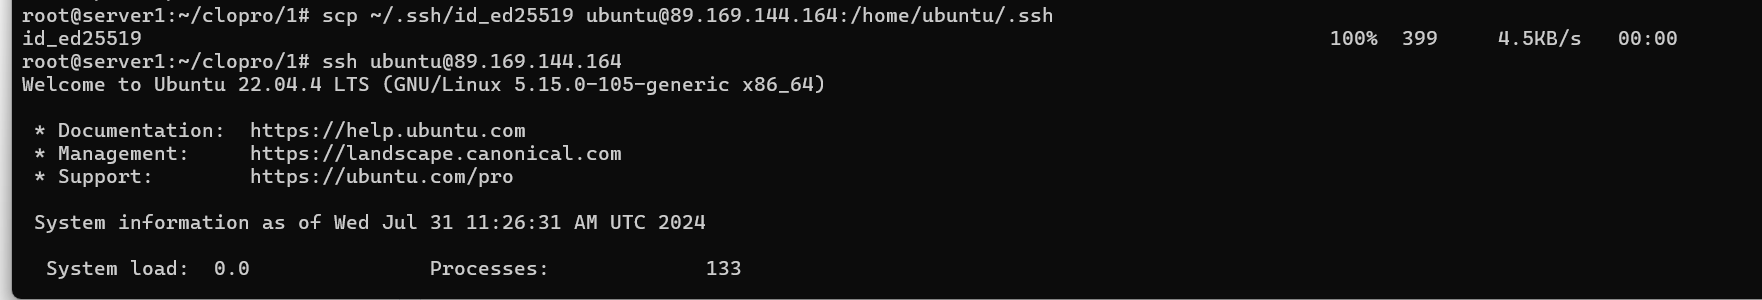 root@server1:~/clopro/1# scp ~/.ssh/id_ed25519 ubuntu@89.169.144.164:/home/ubuntu/.ssh
id_ed25519 100% 399 4.5KB/s 00:00
root@server1:~/clopro/1# ssh ubuntu@89.169.144.164
Welcome to Ubuntu 22.04.4 LTS (GNU/Linux 5.15.0-105-generic x86_64)
* Documentation: https://help.ubuntu.com
* Management: https://landscape.canonical.com
* Support: https://ubuntu.com/pro
System information as of Wed Jul 31 11:26:31 AM UTC 2024
System load: 0.0 Processes: 133